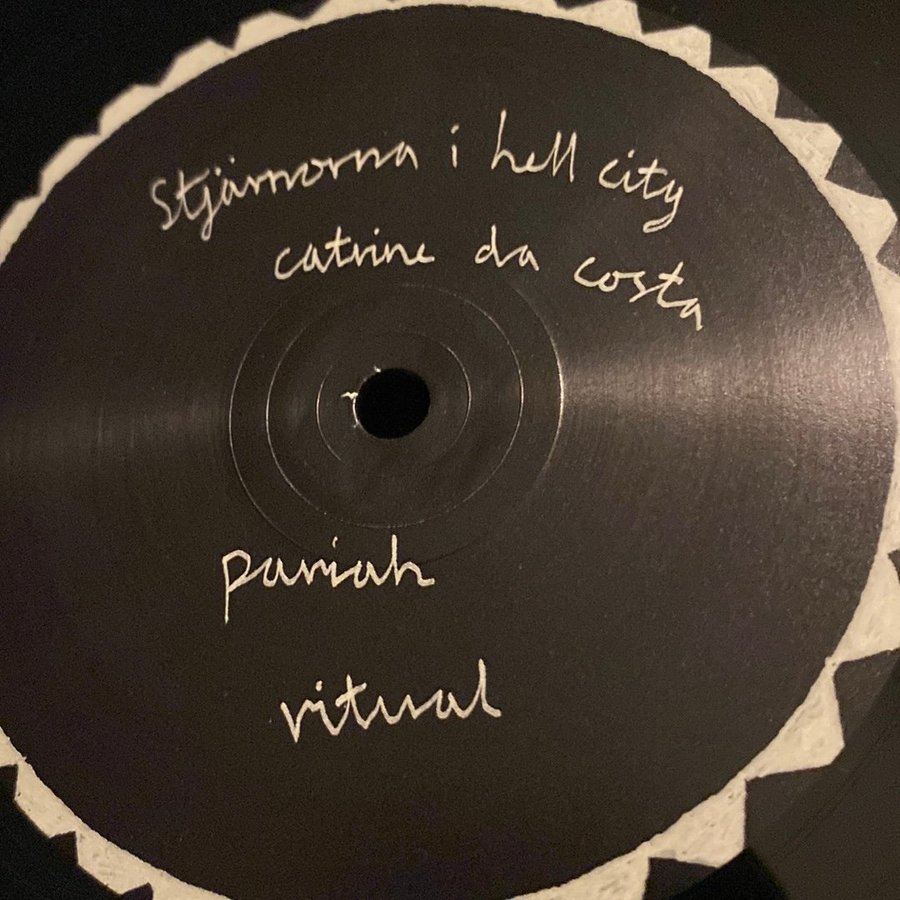 Stjärnorna i hell city
catrine da costa
pariah
ritual